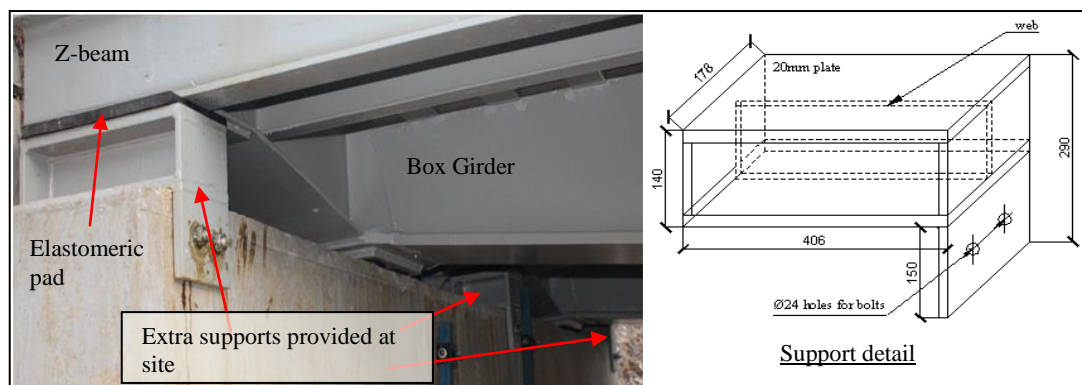 Z-beam
Box Girder
Elastomeric
pad
Extra supports provided at
site
web
20mm plate
178
140
406
150
290
Ø24 holes for bolts
Support detail